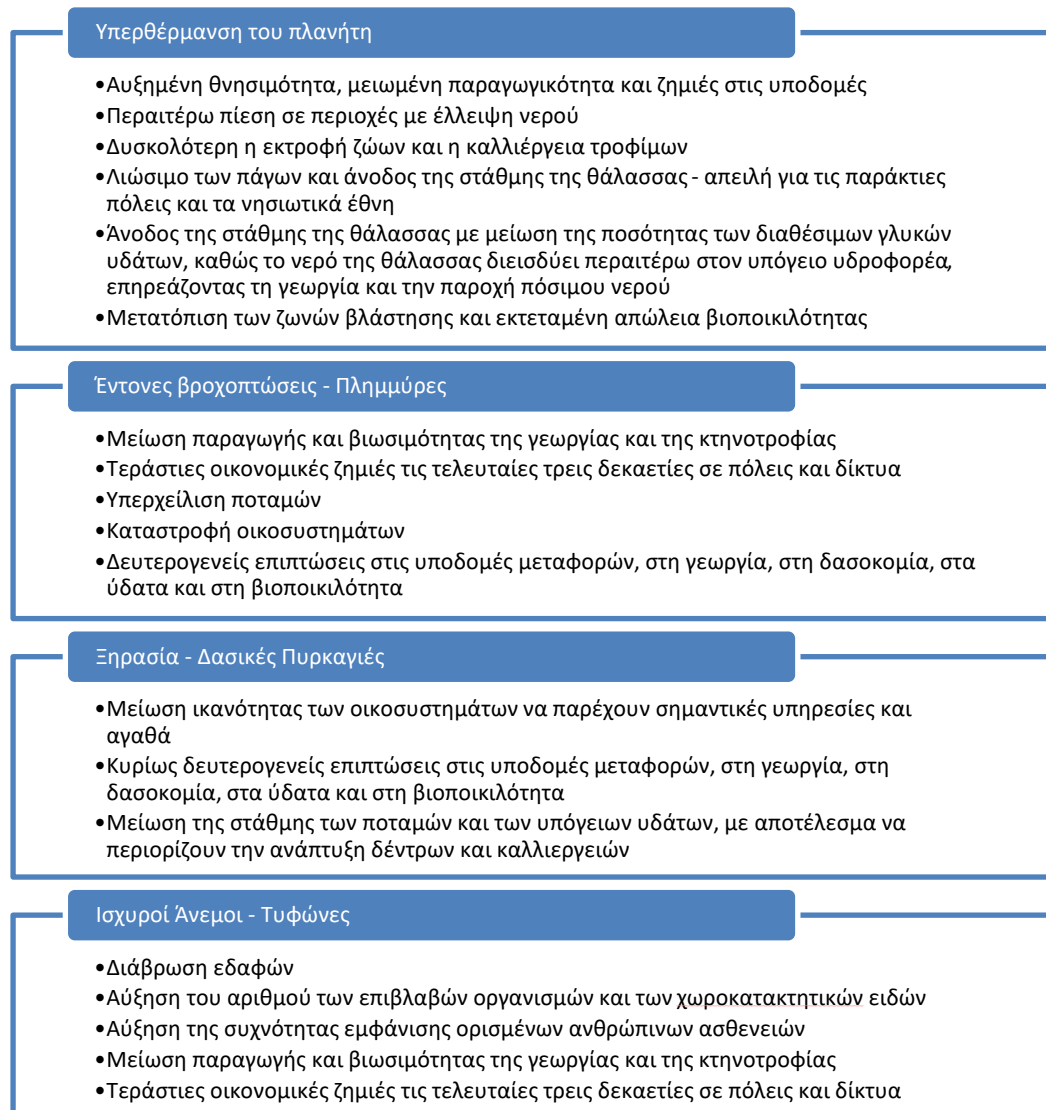 Υπερθέρμανση του πλανήτη
•Αυξημένη θνησιμότητα, μειωμένη παραγωγικότητα και ζημιές στις υποδομές
•Περαιτέρω πίεση σε περιοχές με έλλειψη νερού
•Δυσκολότερη η εκτροφή ζώων και η καλλιέργεια τροφίμων
•Λιώσιμο των πάγων και άνοδος της στάθμης της θάλασσας - απειλή για τις παράκτιες
πόλεις και τα νησιωτικά έθνη
•Άνοδος της στάθμης της θάλασσας με μείωση της ποσότητας των διαθέσιμων γλυκών
υδάτων, καθώς το νερό της θάλασσας διεισδύει περαιτέρω στον υπόγειο υδροφορέα,
επηρεάζοντας τη γεωργία και την παροχή πόσιμου νερού
•Μετατόπιση των ζωνών βλάστησης και εκτεταμένη απώλεια βιοποικιλότητας
Έντονες βροχοπτώσεις - Πλημμύρες
•Μείωση παραγωγής και βιωσιμότητας της γεωργίας και της κτηνοτροφίας
•Τεράστιες οικονομικές ζημιές τις τελευταίες τρεις δεκαετίες σε πόλεις και δίκτυα
•Υπερχείλιση ποταμών
•Καταστροφή οικοσυστημάτων
•Δευτερογενείς επιπτώσεις στις υποδομές μεταφορών, στη γεωργία, στη δασοκομία, στα
ύδατα και στη βιοποικιλότητα
Ξηρασία - Δασικές Πυρκαγιές
•Μείωση ικανότητας των οικοσυστημάτων να παρέχουν σημαντικές υπηρεσίες και
αγαθά
•Κυρίως δευτερογενείς επιπτώσεις στις υποδομές μεταφορών, στη γεωργία, στη
δασοκομία, στα ύδατα και στη βιοποικιλότητα
•Μείωση της στάθμης των ποταμών και των υπόγειων υδάτων, με αποτέλεσμα να
περιορίζουν την ανάπτυξη δέντρων και καλλιεργειών
Ισχυροί Άνεμοι - Τυφώνες
•Διάβρωση εδαφών
•Αύξηση του αριθμού των επιβλαβών οργανισμών και των χωροκατακτητικών ειδών
•Αύξηση της συχνότητας εμφάνισης ορισμένων ανθρώπινων ασθενειών
•Μείωση παραγωγής και βιωσιμότητας της γεωργίας και της κτηνοτροφίας
•Τεράστιες οικονομικές ζημιές τις τελευταίες τρεις δεκαετίες σε πόλεις και δίκτυα